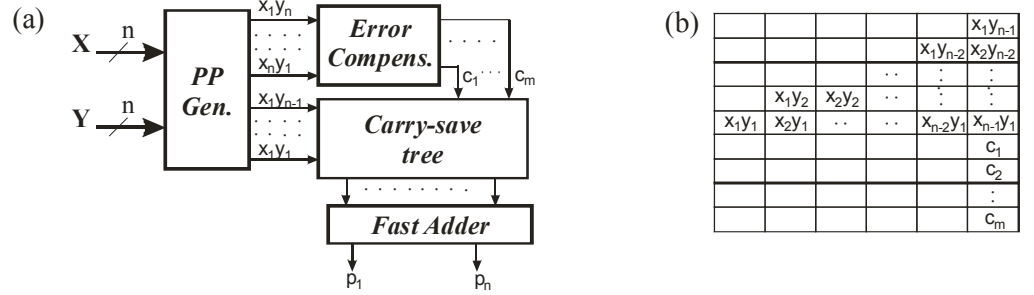 (a)
X n
Y n
PP Gen.
x₁yₙ
. . . .
. . . .
xₙy₁
x₁yₙ₋₁
. . . .
. . . .
x₁y₁
Error Compens.
. . . .
c₁ ... cₘ
Carry-save tree
. . . . . . . .
Fast Adder
p₁ pₙ
(b)
x₁yₙ₋₁
x₁yₙ₋₂ x₂yₙ₋₂
.. : :
x₁y₂ x₂y₂ .. : :
x₁y₁ x₂y₁ .. .. xₙ₋₂y₁ xₙ₋₁y₁
c₁
c₂
:
cₘ